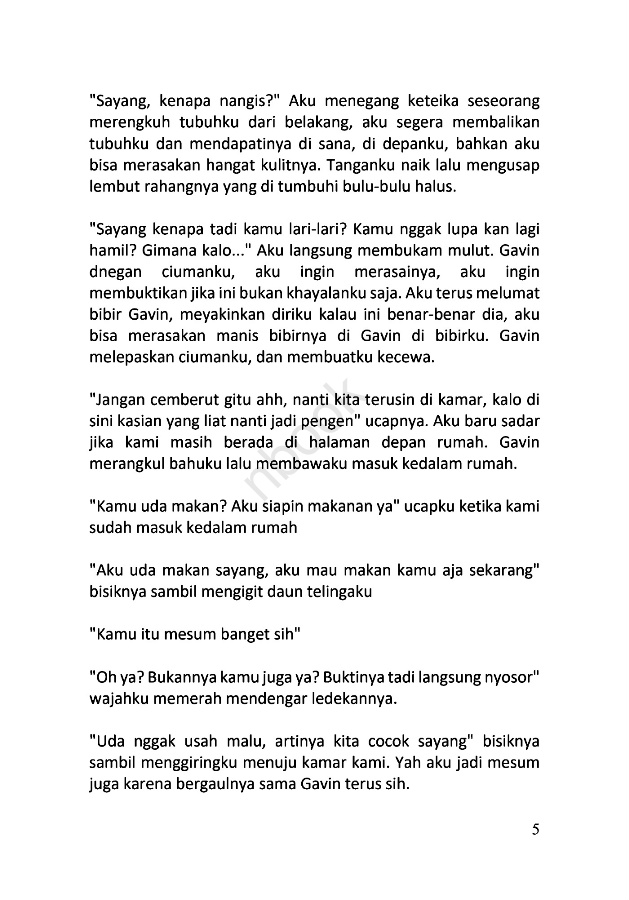 "Sayang, kenapa nangis?" Aku menegang keteika seseorang
merengkuh tubuhku dari belakang, aku segera membalikan
tubuhku dan mendapatinya di sana, di depanku, bahkan aku
bisa merasakan hangat kulitnya. Tanganku naik lalu mengusap
lembut rahangnya yang di tumbuhi bulu-bulu halus.
"Sayang kenapa tadi kamu lari-lari? Kamu nggak lupa kan lagi
hamil? Gimana kalo..." Aku langsung membukam mulut. Gavin
dnegan ciumanku, aku ingin merasainya, aku ingin
membuktikan jika ini bukan khayalanku saja. Aku terus melumat
bibir Gavin, meyakinkan diriku kalau ini benar-benar dia, aku
bisa merasakan manis bibirnya di Gavin di bibirku. Gavin
melepaskan ciumanku, dan membuatku kecewa.
"Jangan cemberut gitu ahh, nanti kita terusin di kamar, kalo di
sini kasian yang liat nanti jadi pengen" ucapnya. Aku baru sadar
jika kami masih berada di halaman depan rumah. Gavin
merangkul bahuku lalu membawaku masuk kedalam rumah.
"Kamu uda makan? Aku siapin makanan ya" ucapku ketika kami
sudah masuk kedalam rumah
"Aku uda makan sayang, aku mau makan kamu aja sekarang"
bisiknya sambil mengigit daun telingaku
"Kamu itu mesum banget sih"
"Oh ya? Bukannya kamu juga ya? Buktinya tadi langsung nyosor"
wajahku memerah mendengar ledekannya.
"Uda nggak usah malu, artinya kita cocok sayang" bisiknya
sambil menggiringku menuju kamar kami. Yah aku jadi mesum
juga karena bergaulnya sama Gavin terus sih.
5
nbook